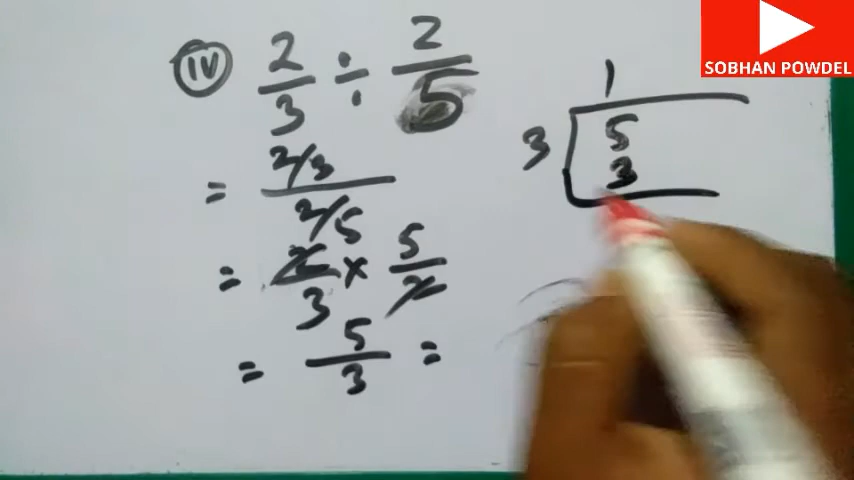 SOBHAN POWDEL
(iv) 2/3 ÷ 2/5
= 2/3 / 2/5
= 2/3 × 5/2
= 5/3 =
1
3 5
3